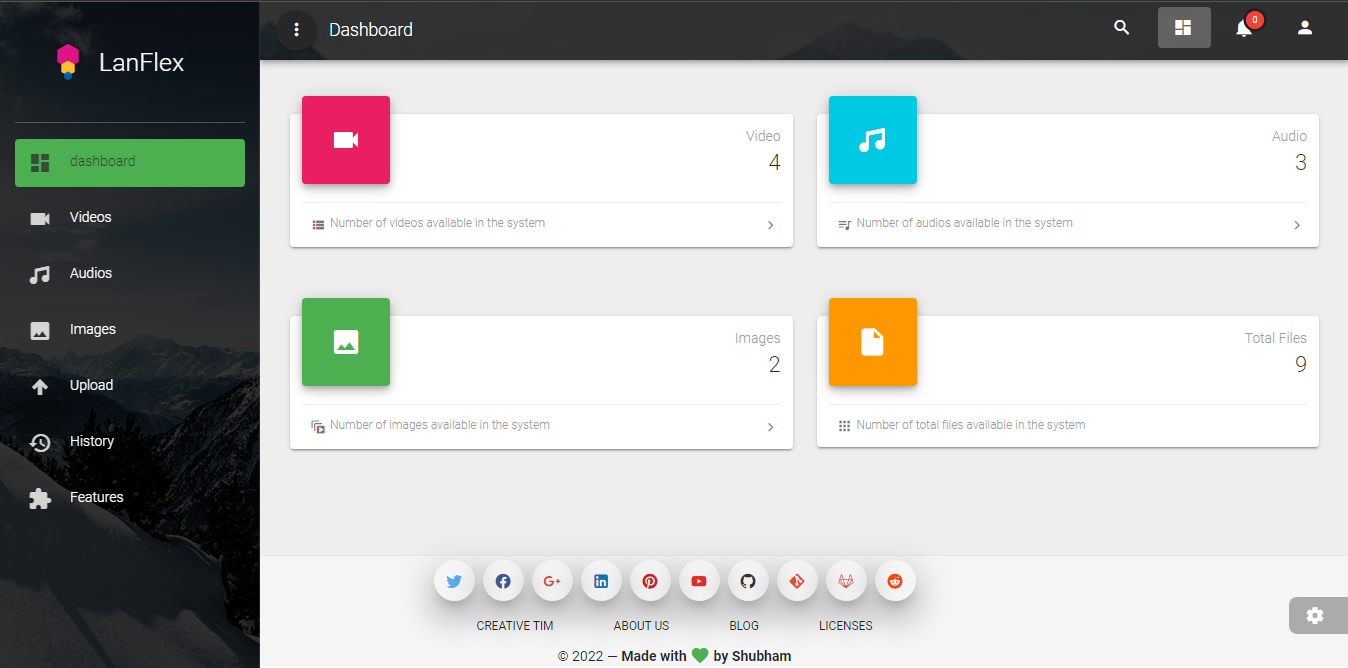 LanFlex
Dashboard
0
dashboard
Videos
Audios
Images
Upload
History
Features
Video
4
Number of videos available in the system
Audio
3
Number of audios available in the system
Images
2
Number of images available in the system
Total Files
9
Number of total files available in the system
CREATIVE TIM ABOUT US BLOG LICENSES
© 2022 — Made with by Shubham